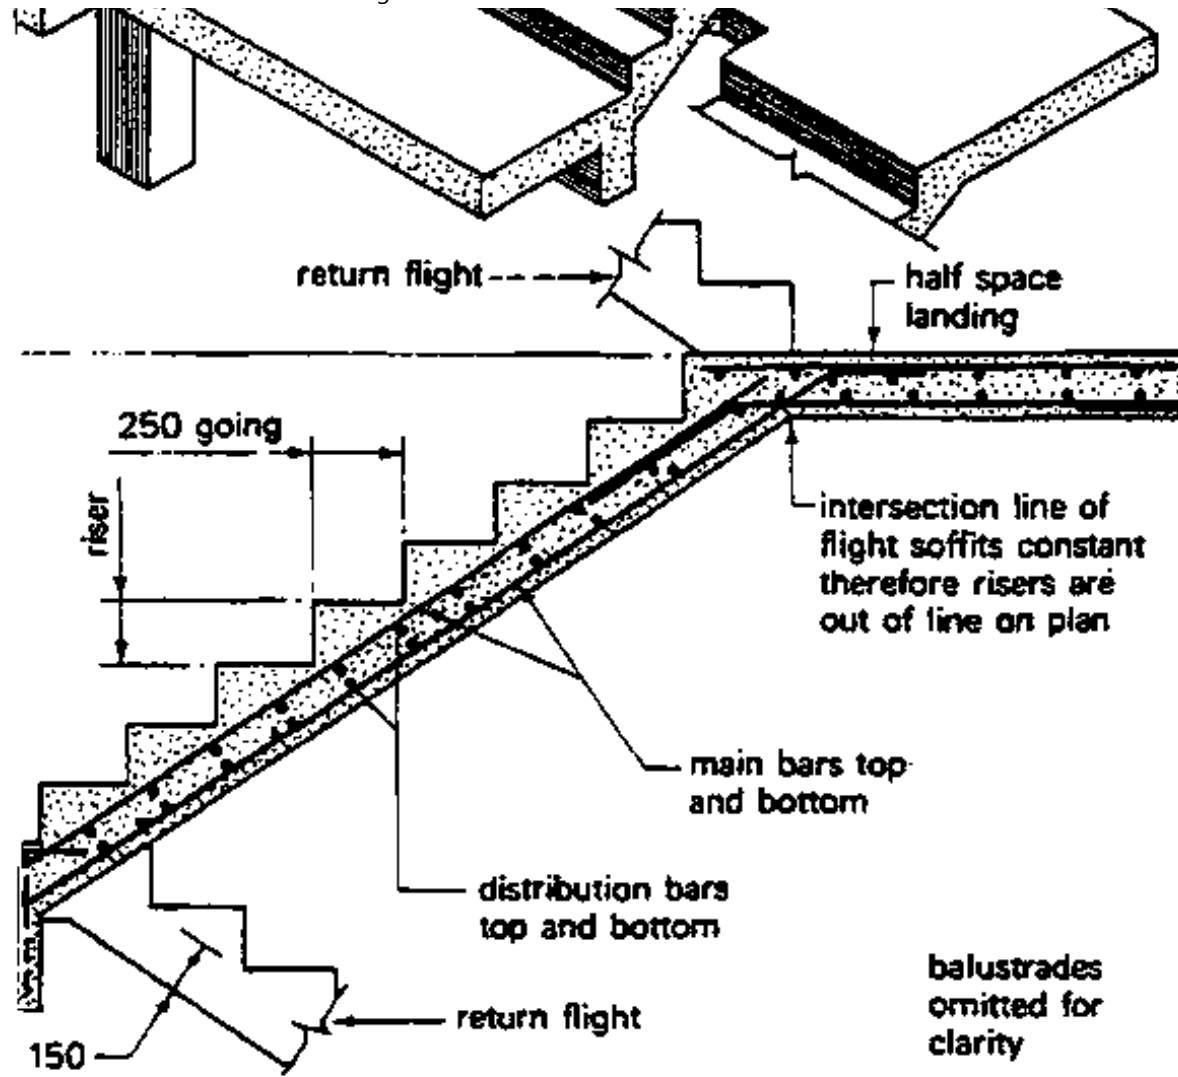 return flight
half space
landing
250 going
riser
intersection line of
flight soffits constant
therefore risers are
out of line on plan
main bars top
and bottom
distribution bars
top and bottom
balustrades
omitted for
clarity
return flight
150